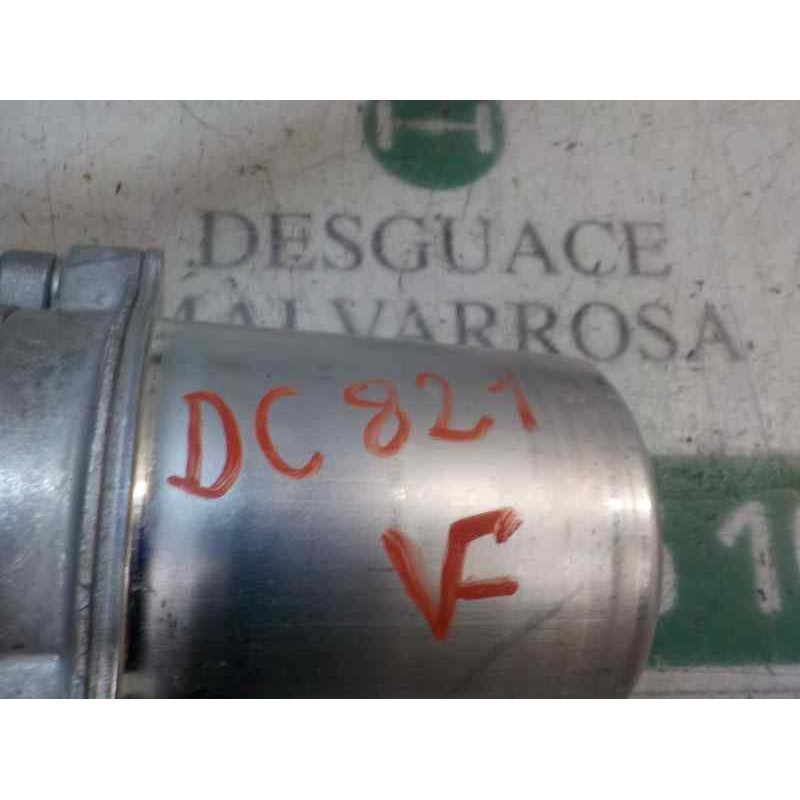 DESGUACE
MALVARROSA
DC 821
VF